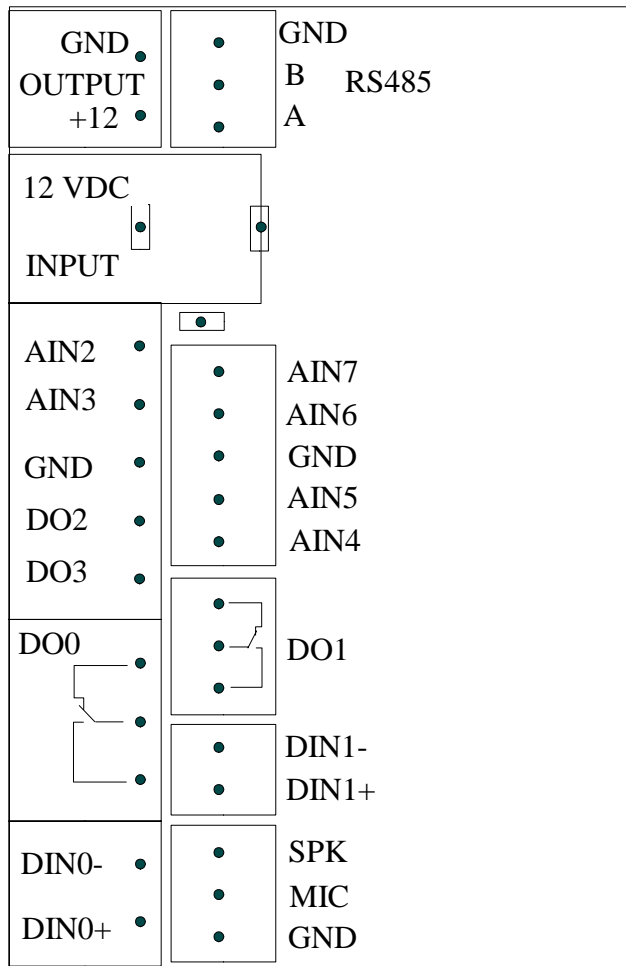 GND
OUTPUT
+12
GND
B RS485
A
12 VDC
INPUT
AIN2
AIN3
GND
DO2
DO3
AIN7
AIN6
GND
AIN5
AIN4
DO0
DO1
DIN1-
DIN1+
DIN0-
DIN0+
SPK
MIC
GND